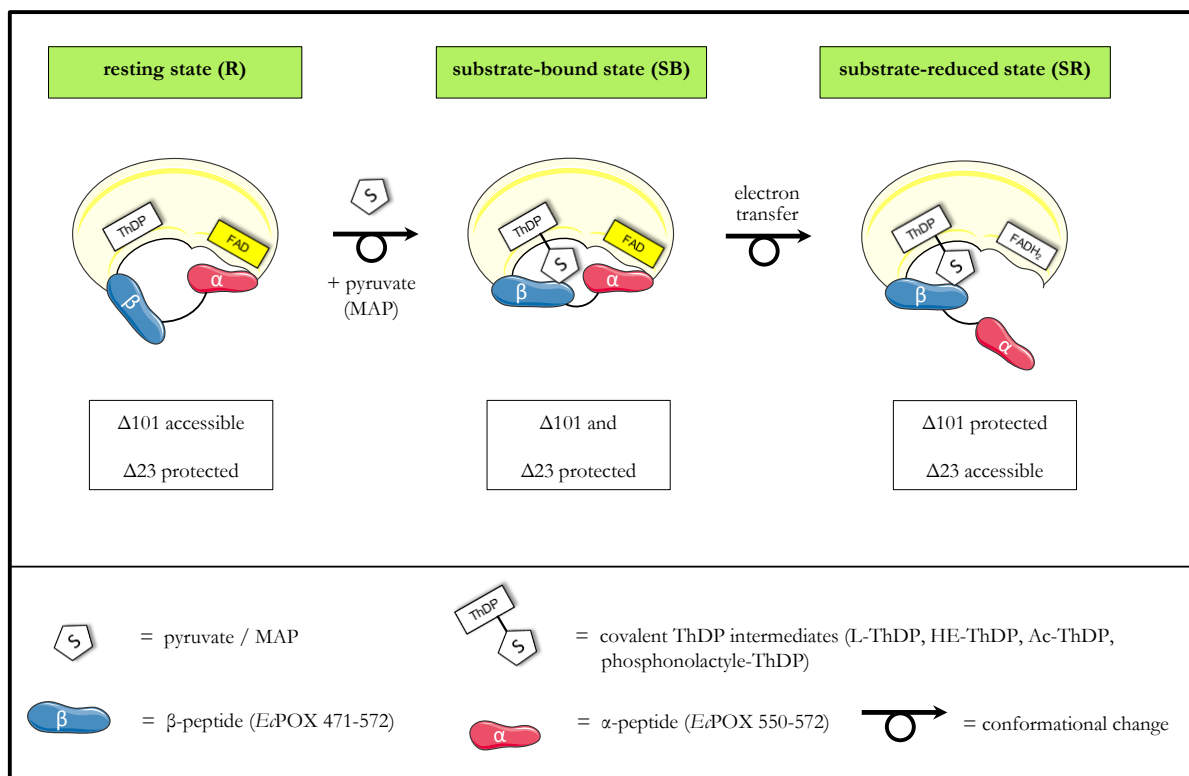 resting state (R)
substrate-bound state (SB)
substrate-reduced state (SR)
ThDP
FAD
β
α
S
+ pyruvate
(MAP)
ThDP
FAD
S
β
α
electron
transfer
ThDP
FADH₂
S
β
α
Δ101 accessible
Δ23 protected
Δ101 and
Δ23 protected
Δ101 protected
Δ23 accessible
S
= pyruvate / MAP
ThDP
S
= covalent ThDP intermediates (L-ThDP, HE-ThDP, Ac-ThDP,
phosphonolactyle-ThDP)
β
= β-peptide (EcPOX 471-572)
α
= α-peptide (EcPOX 550-572)
= conformational change